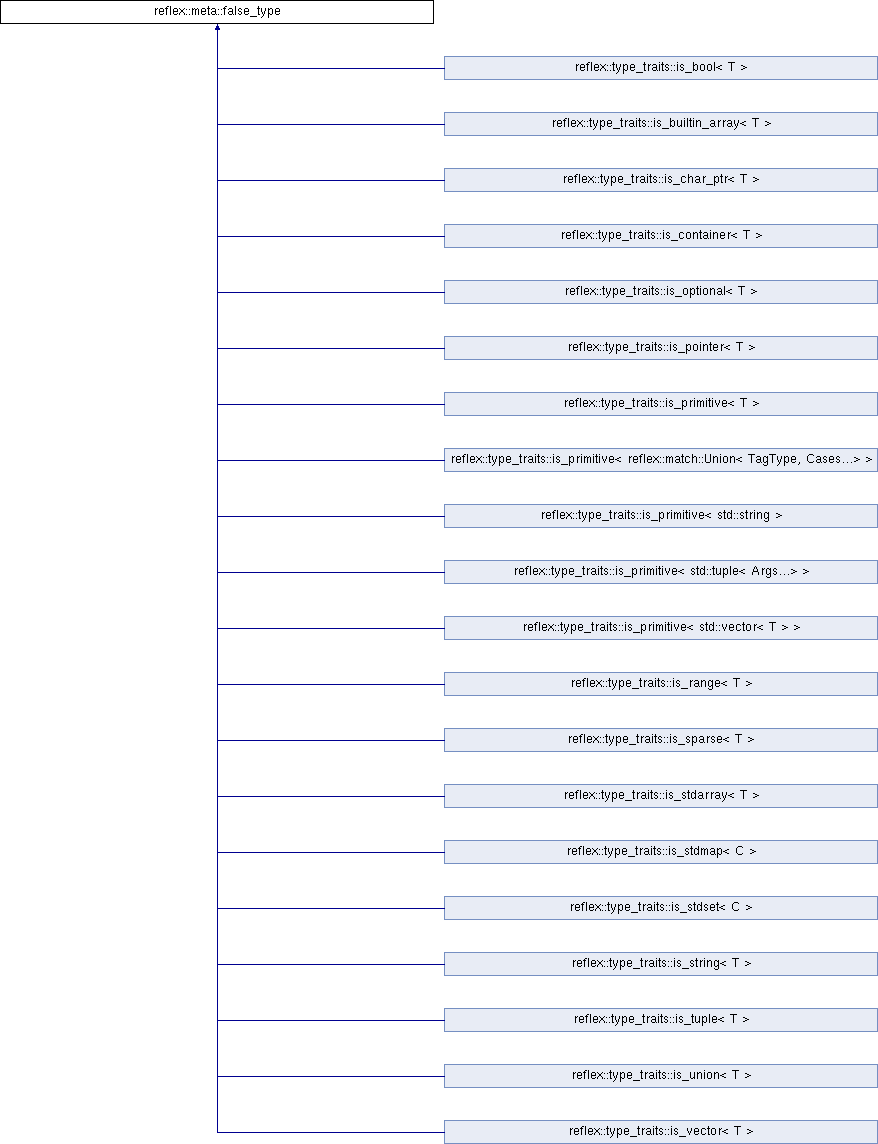 reflex::meta::false_type
reflex::type_traits::is_bool< T >
reflex::type_traits::is_builtin_array< T >
reflex::type_traits::is_char_ptr< T >
reflex::type_traits::is_container< T >
reflex::type_traits::is_optional< T >
reflex::type_traits::is_pointer< T >
reflex::type_traits::is_primitive< T >
reflex::type_traits::is_primitive< reflex::match::Union< TagType, Cases...> >
reflex::type_traits::is_primitive< std::string >
reflex::type_traits::is_primitive< std::tuple< Args...> >
reflex::type_traits::is_primitive< std::vector< T > >
reflex::type_traits::is_range< T >
reflex::type_traits::is_sparse< T >
reflex::type_traits::is_stdarray< T >
reflex::type_traits::is_stdmap< C >
reflex::type_traits::is_stdset< C >
reflex::type_traits::is_string< T >
reflex::type_traits::is_tuple< T >
reflex::type_traits::is_union< T >
reflex::type_traits::is_vector< T >